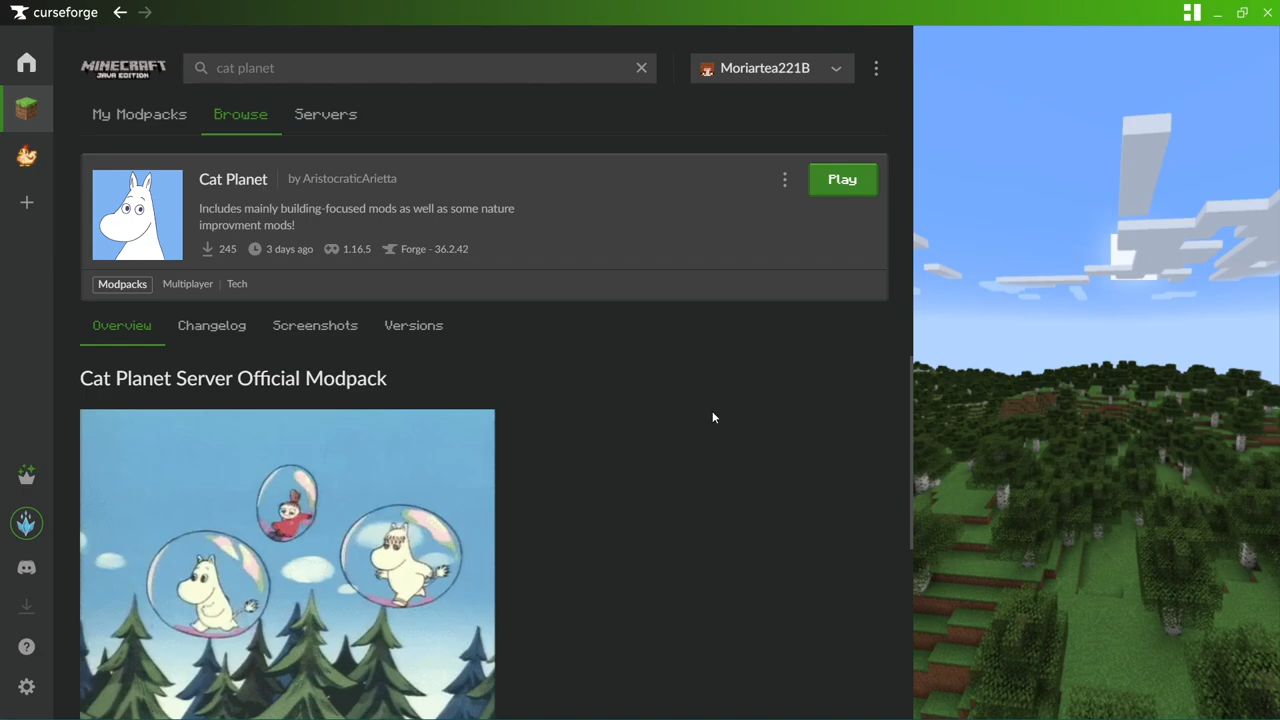 curseforge
MINECRAFT
JAVA EDITION
cat planet
Moriartea221B
My Modpacks
Browse
Servers
Cat Planet
by AristocraticArietta
Play
Includes mainly building-focused mods as well as some nature
improvment mods!
245
3 days ago
1.16.5
Forge - 36.2.42
Modpacks
Multiplayer
Tech
Overview
Changelog
Screenshots
Versions
Cat Planet Server Official Modpack